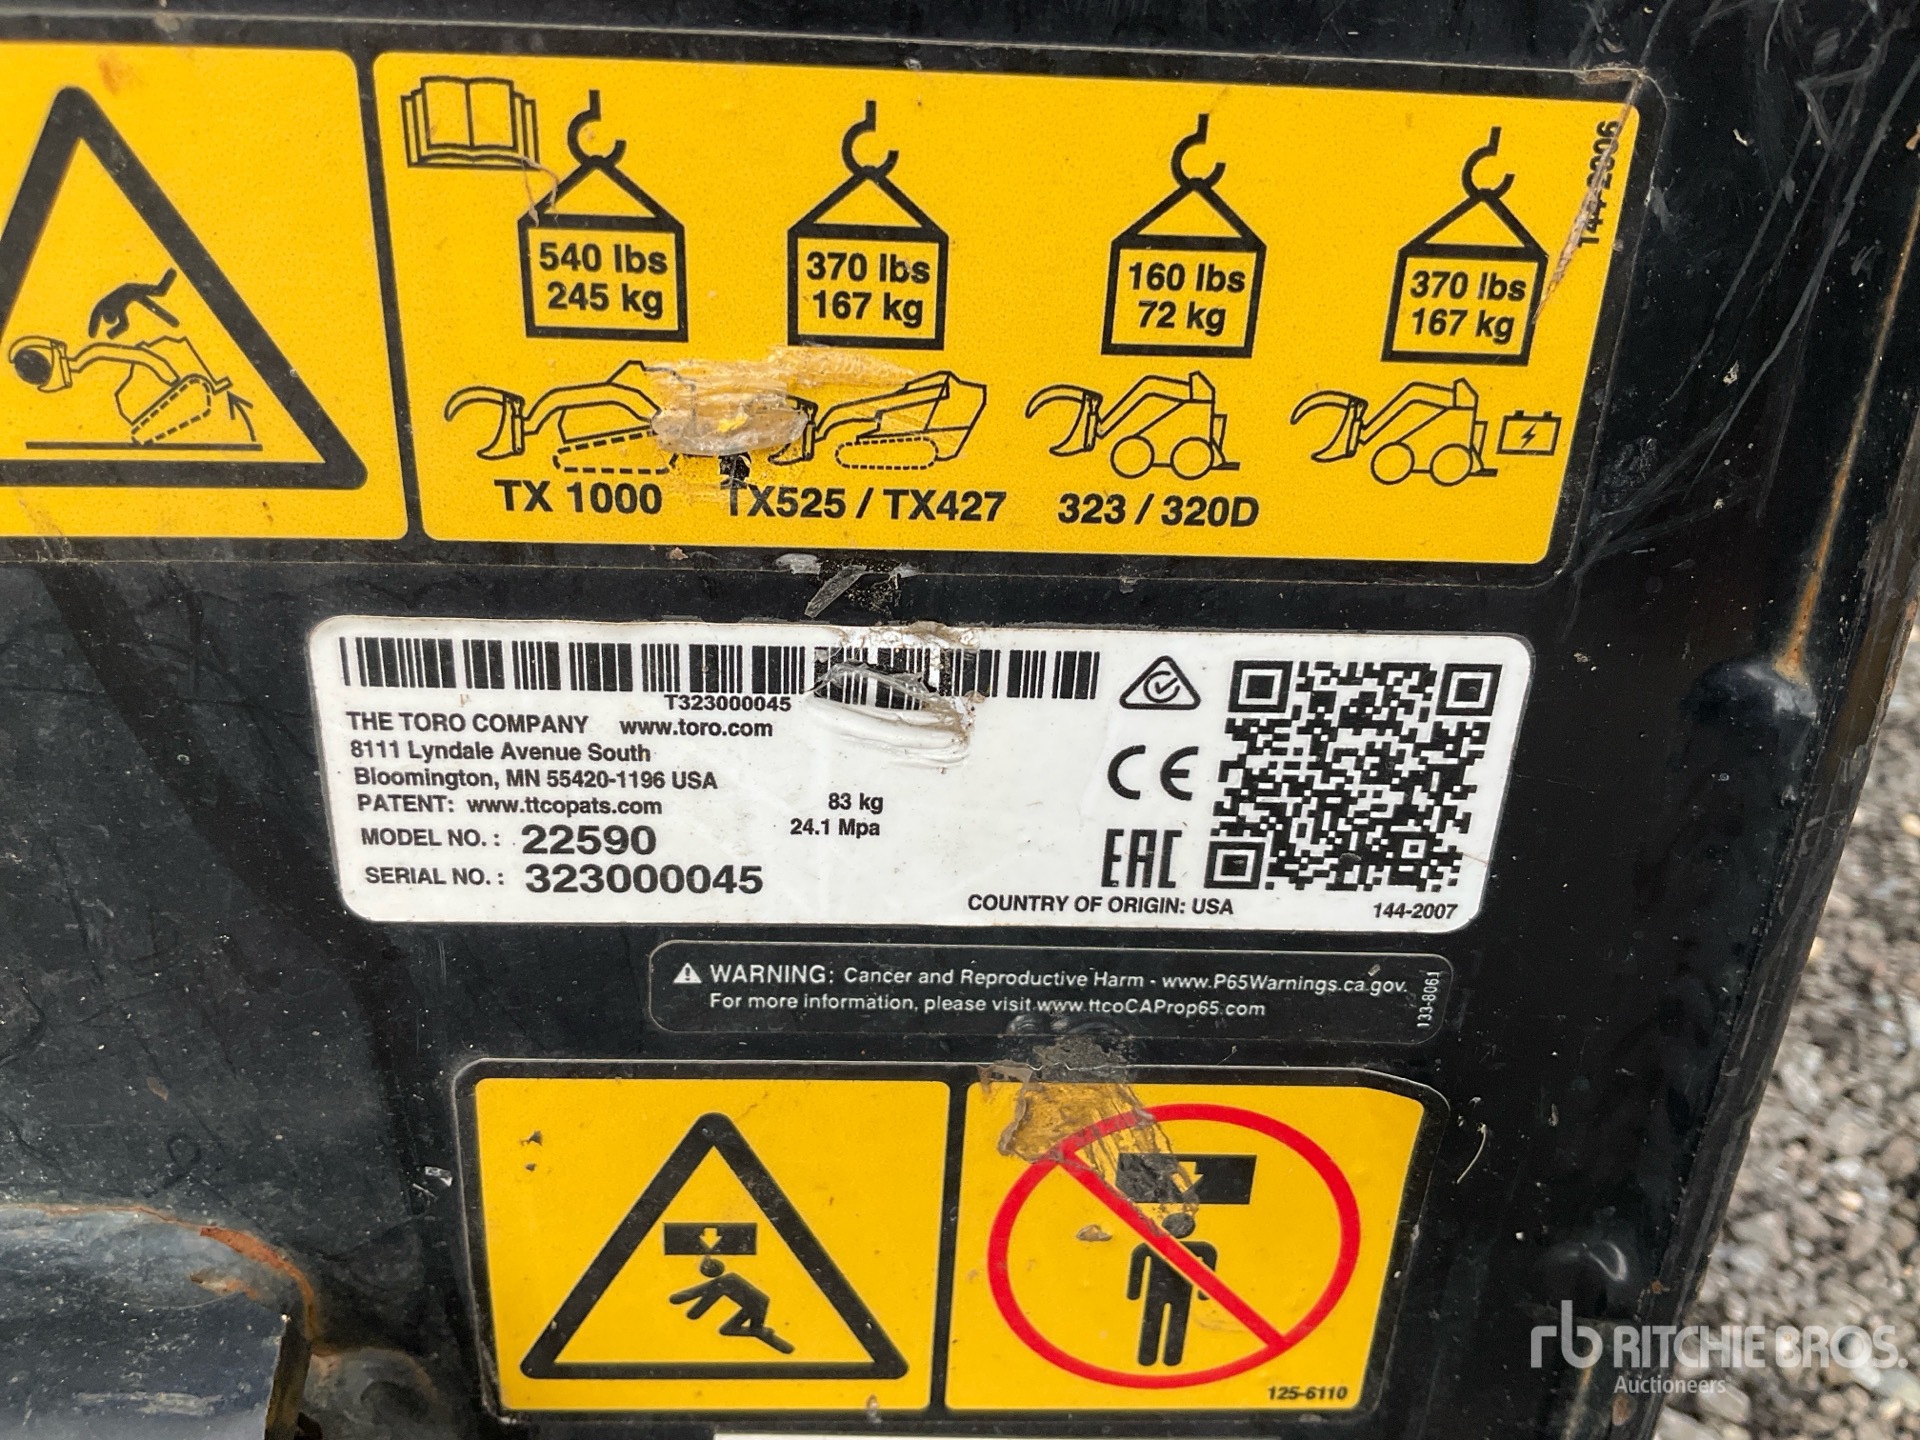 540 lbs
245 kg
370 lbs
167 kg
160 lbs
72 kg
370 lbs
167 kg
144-2006
TX 1000
TX525 / TX427
323 / 320D
T323000045
THE TORO COMPANY www.toro.com
8111 Lyndale Avenue South
Bloomington, MN 55420-1196 USA
PATENT: www.ttcopats.com
83 kg
24.1 Mpa
MODEL NO.: 22590
SERIAL NO.: 323000045
CE
EAC
COUNTRY OF ORIGIN: USA
144-2007
WARNING: Cancer and Reproductive Harm - www.P65Warnings.ca.gov.
For more information, please visit www.ttcoCAProp65.com
133-8061
125-6110
rb RITCHIE BROS.
Auctioneers